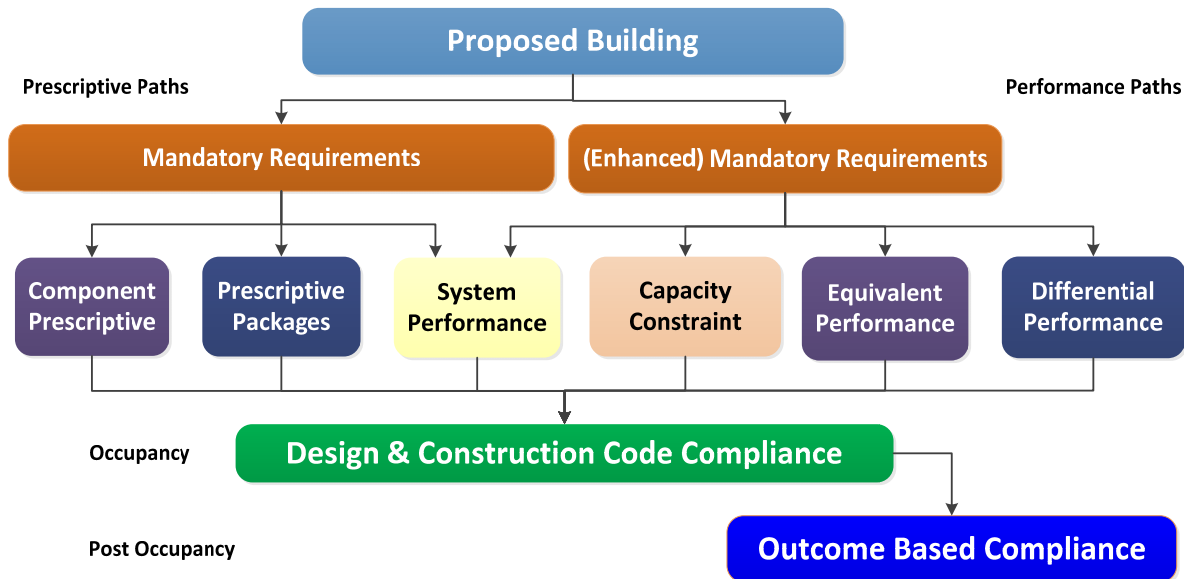 Proposed Building
Prescriptive Paths
Performance Paths
Mandatory Requirements
(Enhanced) Mandatory Requirements
Component
Prescriptive
Prescriptive
Packages
System
Performance
Capacity
Constraint
Equivalent
Performance
Differential
Performance
Occupancy
Design & Construction Code Compliance
Post Occupancy
Outcome Based Compliance